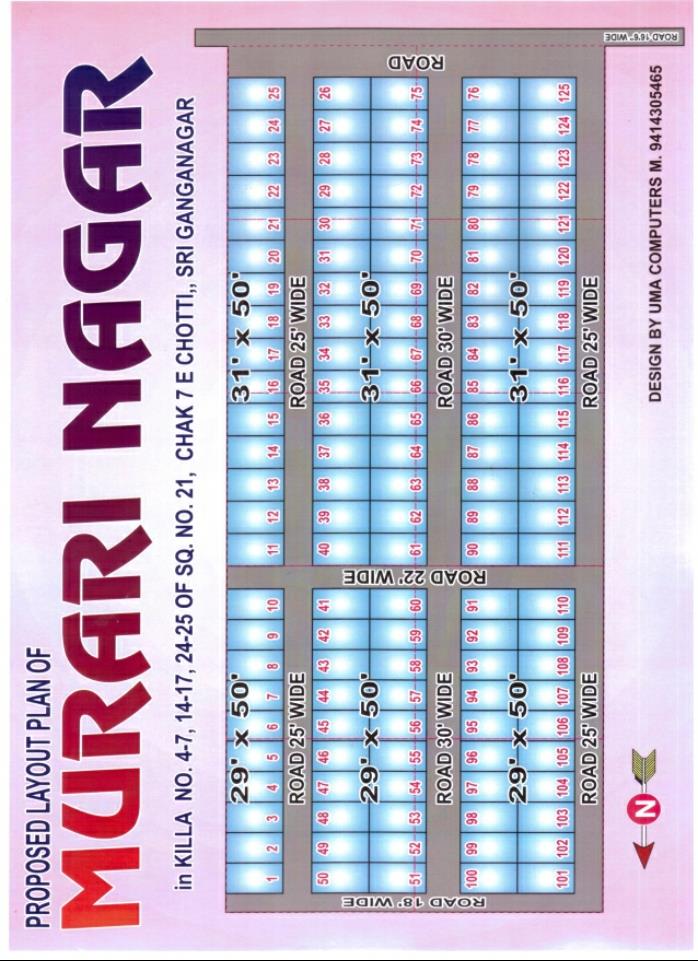 PROPOSED LAYOUT PLAN OF
MURARI NAGAR
in KILLA NO. 4-7, 14-17, 24-25 OF SQ. NO. 21, CHAK 7 E CHOTTI,, SRI GANGANAGAR
1 2 3 4 5 6 7 8 9 10 11 12 13 14 15 16 17 18 19 20 21 22 23 24 25
29' X 50' 31' X 50'
ROAD 25' WIDE ROAD 25' WIDE
50 49 48 47 46 45 44 43 42 41 40 39 38 37 36 35 34 33 32 31 30 29 28 27 26
29' X 50' 31' X 50'
51 52 53 54 55 56 57 58 59 60 61 62 63 64 65 66 67 68 69 70 71 72 73 74 75
ROAD 18' WIDE
ROAD 22' WIDE
ROAD
ROAD 30' WIDE ROAD 30' WIDE
100 99 98 97 96 95 94 93 92 91 90 89 88 87 86 85 84 83 82 81 80 79 78 77 76
29' X 50' 31' X 50'
101 102 103 104 105 106 107 108 109 110 111 112 113 114 115 116 117 118 119 120 121 122 123 124 125
ROAD 25' WIDE ROAD 25' WIDE
ROAD 16'6" WIDE
N
DESIGN BY UMA COMPUTERS M. 9414305465